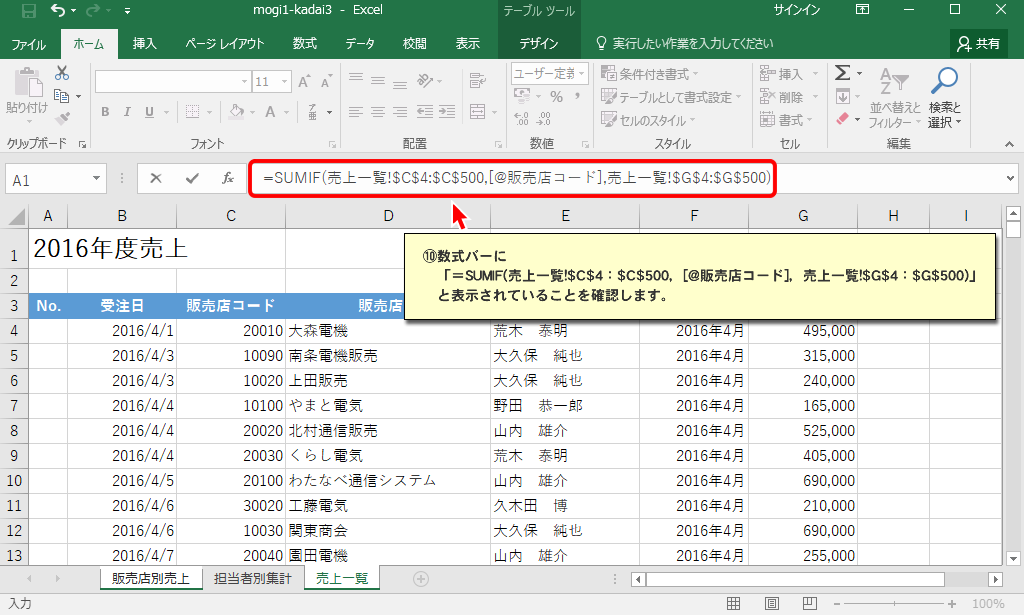 mogi1-kadai3 - Excel
テーブル ツール
サインイン
ファイル ホーム 挿入 ページ レイアウト 数式 データ 校閲 表示 デザイン 実行したい作業を入力してください 共有
貼り付け
クリップボード
11
B I U
フォント
配置
ユーザー定義
% ,
数値
条件付き書式
テーブルとして書式設定
セルのスタイル
スタイル
挿入
削除
書式
セル
並べ替えと
フィルター
検索と
選択
編集
A1
=SUMIF(売上一覧!$C$4:$C$500,[@販売店コード],売上一覧!$G$4:$G$500)
A B C D E F G H I
⑩数式バーに
「＝SUMIF(売上一覧!$C$4：$C$500，[@販売店コード]，売上一覧!$G$4：$G$500)」
と表示されていることを確認します。
1 2016年度売上
2
3 No. 受注日 販売店コード 販売店
4 2016/4/1 20010 大森電機 荒木　泰明 2016年4月 495,000
5 2016/4/3 10090 南条電機販売 大久保　純也 2016年4月 315,000
6 2016/4/3 10020 上田販売 大久保　純也 2016年4月 240,000
7 2016/4/4 10100 やまと電気 野田　恭一郎 2016年4月 165,000
8 2016/4/4 20020 北村通信販売 山内　雄介 2016年4月 525,000
9 2016/4/4 20030 くらし電気 荒木　泰明 2016年4月 405,000
10 2016/4/5 20100 わたなべ通信システム 山内　雄介 2016年4月 690,000
11 2016/4/6 30020 工藤電気 久木田　博 2016年4月 210,000
12 2016/4/6 10030 関東商会 大久保　純也 2016年4月 690,000
13 2016/4/7 20040 園田電機 山内　雄介 2016年4月 255,000
販売店別売上 担当者別集計 売上一覧
入力
100%